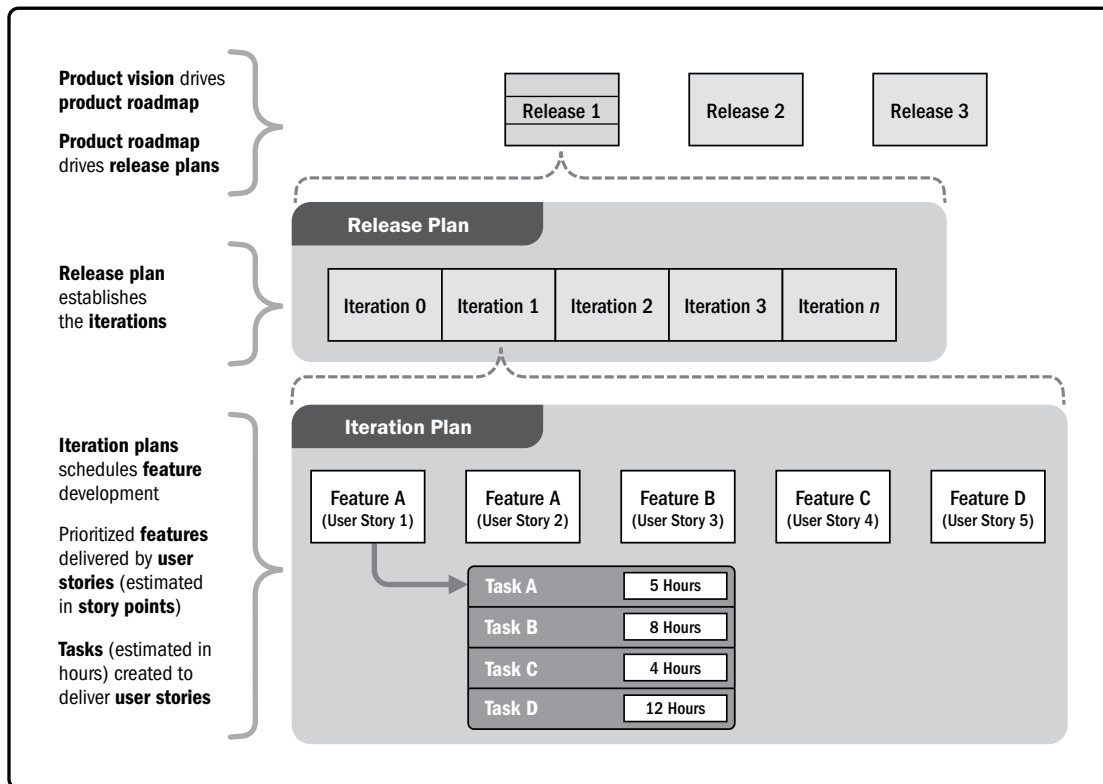 Product vision drives
product roadmap
Product roadmap
drives release plans
Release 1
Release 2
Release 3
Release Plan
Release plan
establishes
the iterations
Iteration 0
Iteration 1
Iteration 2
Iteration 3
Iteration n
Iteration Plan
Iteration plans
schedules feature
development
Prioritized features
delivered by user
stories (estimated
in story points)
Tasks (estimated in
hours) created to
deliver user stories
Feature A
(User Story 1)
Feature A
(User Story 2)
Feature B
(User Story 3)
Feature C
(User Story 4)
Feature D
(User Story 5)
Task A
5 Hours
Task B
8 Hours
Task C
4 Hours
Task D
12 Hours